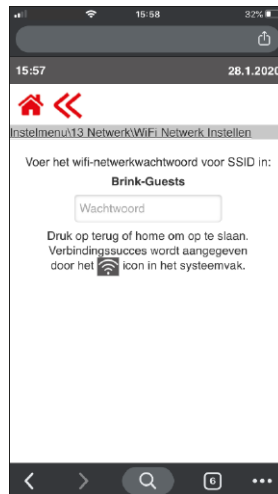 15:58
32%
15:57
28.1.2020
Instelmenu\13 Netwerk\WiFi Netwerk Instellen
Voer het wifi-netwerkwachtwoord voor SSID in:
Brink-Guests
Wachtwoord
Druk op terug of home om op te slaan.
Verbindingssucces wordt aangegeven
door het icon in het systeemvak.
6